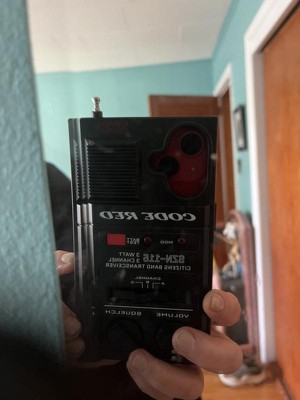 CODE RED
BATT MOD
3 WATT
3 CHANNEL
CITIZENS BAND TRANSCEIVER
CHANNEL
VOLUME
SQUELCH